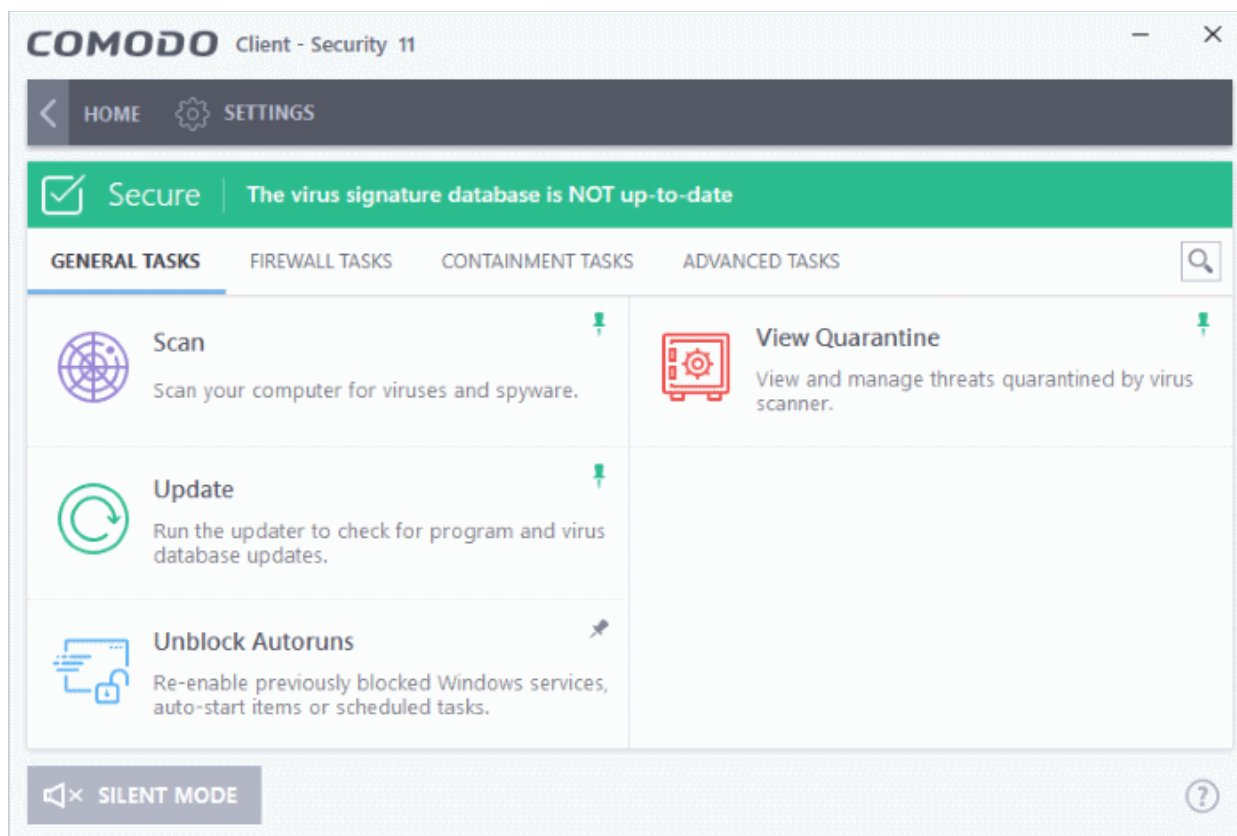 COMODO Client - Security 11
HOME SETTINGS
Secure The virus signature database is NOT up-to-date
GENERAL TASKS FIREWALL TASKS CONTAINMENT TASKS ADVANCED TASKS
Scan
Scan your computer for viruses and spyware.
View Quarantine
View and manage threats quarantined by virus
scanner.
Update
Run the updater to check for program and virus
database updates.
Unblock Autoruns
Re-enable previously blocked Windows services,
auto-start items or scheduled tasks.
SILENT MODE
?